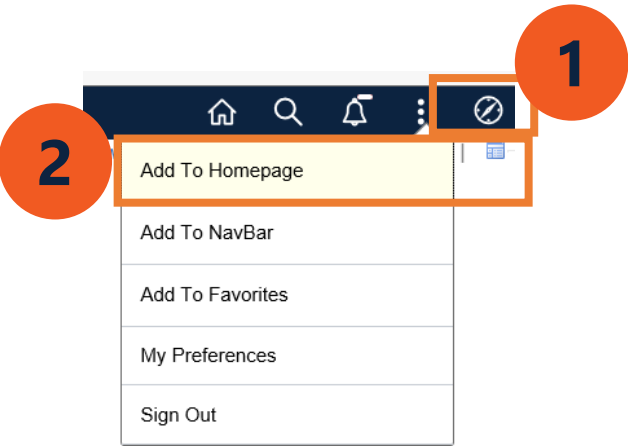 1
2
Add To Homepage
Add To NavBar
Add To Favorites
My Preferences
Sign Out